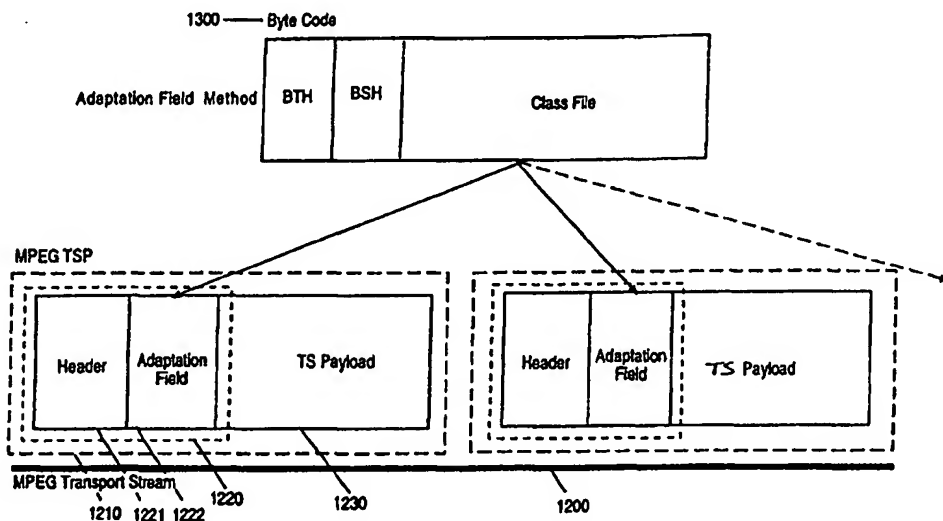 1300 Byte Code
Adaptation Field Method
BTH
BSH
Class File
MPEG TSP
Header
Adaptation
Field
TS Payload
Header
Adaptation
Field
TS Payload
MPEG Transport Stream
1210
1221
1222
1220
1230
1200